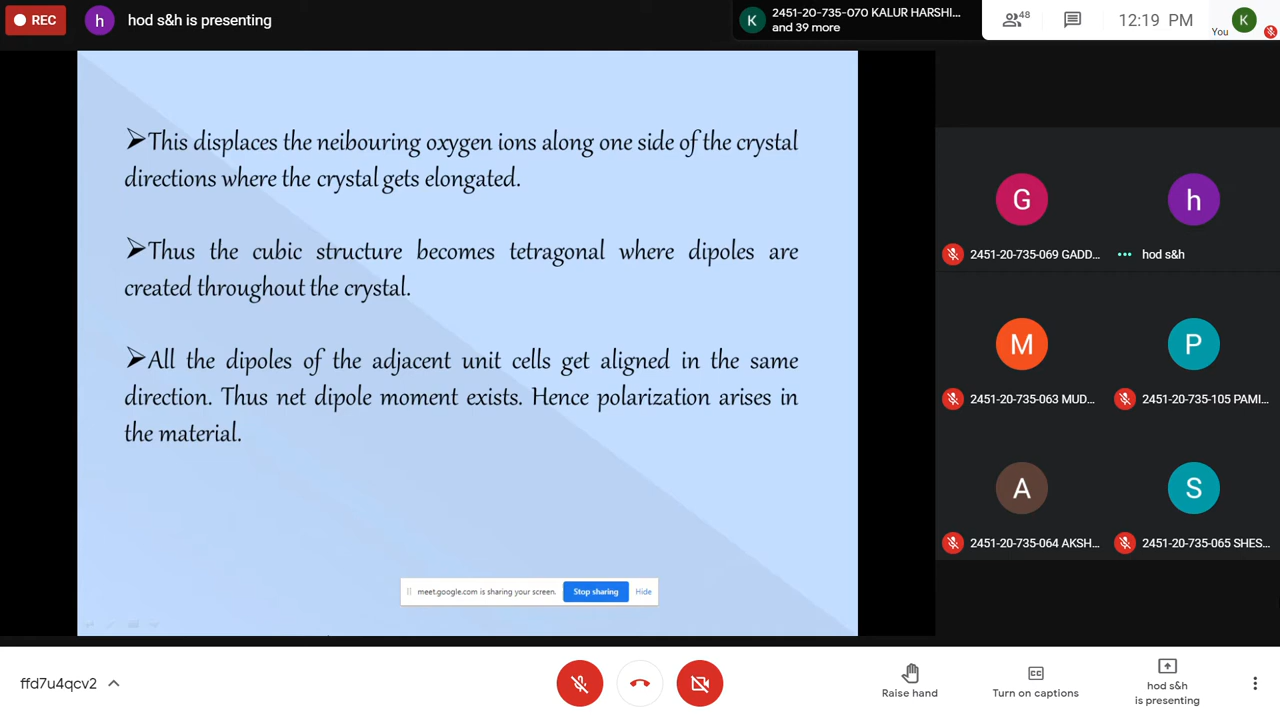 REC
h
hod s&h is presenting
K
2451-20-735-070 KALUR HARSHI...
and 39 more
48
12:19 PM
You
K
➢This displaces the neibouring oxygen ions along one side of the crystal
directions where the crystal gets elongated.
➢Thus the cubic structure becomes tetragonal where dipoles are
created throughout the crystal.
➢All the dipoles of the adjacent unit cells get aligned in the same
direction. Thus net dipole moment exists. Hence polarization arises in
the material.
meet.google.com is sharing your screen.
Stop sharing
Hide
G
2451-20-735-069 GADD...
h
hod s&h
M
2451-20-735-063 MUD...
P
2451-20-735-105 PAMI...
A
2451-20-735-064 AKSH...
S
2451-20-735-065 SHES...
ffd7u4qcv2
Raise hand
CC
Turn on captions
hod s&h
is presenting